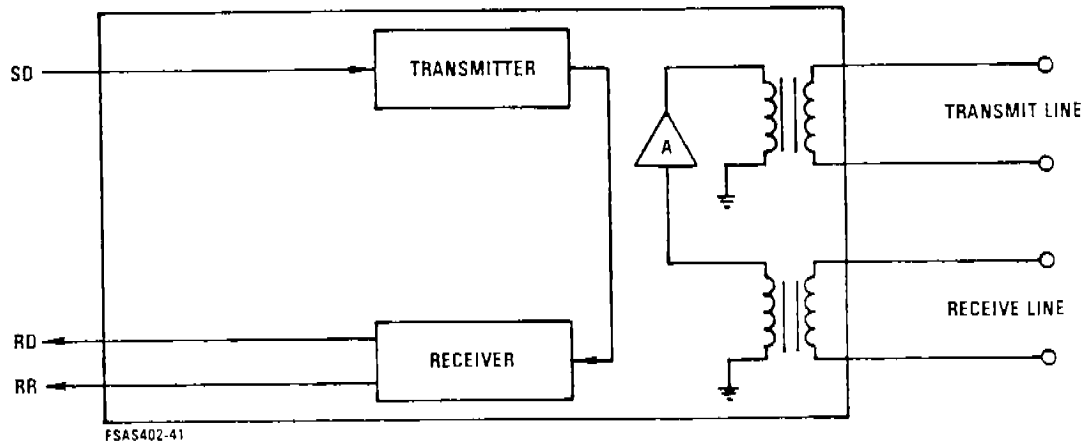 SD
TRANSMITTER
A
TRANSMIT LINE
RECEIVE LINE
RD
RR
RECEIVER
FSAS402-41